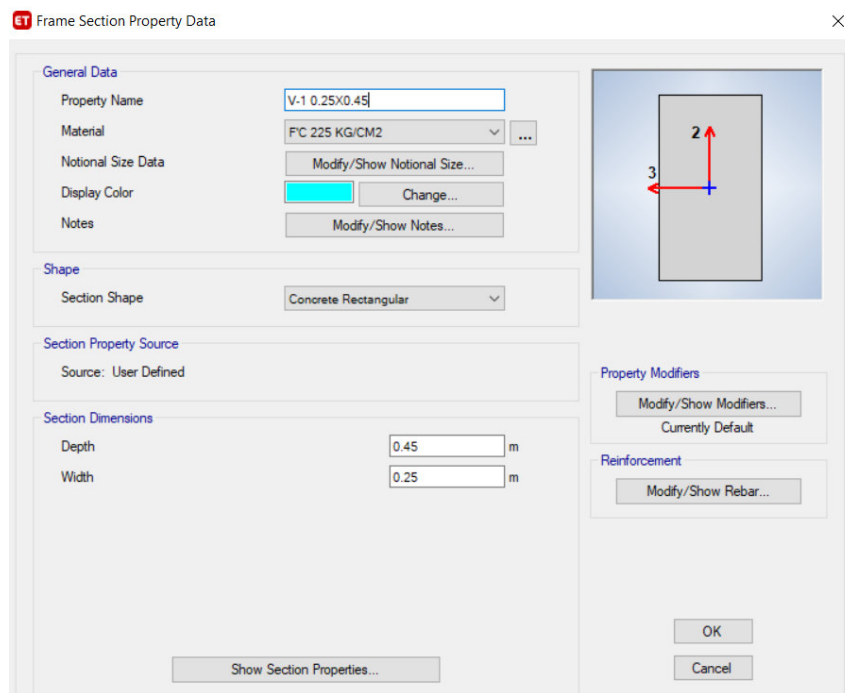 ET Frame Section Property Data
General Data
Property Name V-1 0.25X0.45
Material F'C 225 KG/CM2 ...
Notional Size Data Modify/Show Notional Size...
Display Color Change...
Notes Modify/Show Notes...
2
3
Shape
Section Shape Concrete Rectangular
Section Property Source
Source: User Defined
Property Modifiers
Modify/Show Modifiers...
Currently Default
Section Dimensions
Depth 0.45 m
Width 0.25 m
Reinforcement
Modify/Show Rebar...
OK
Show Section Properties...
Cancel